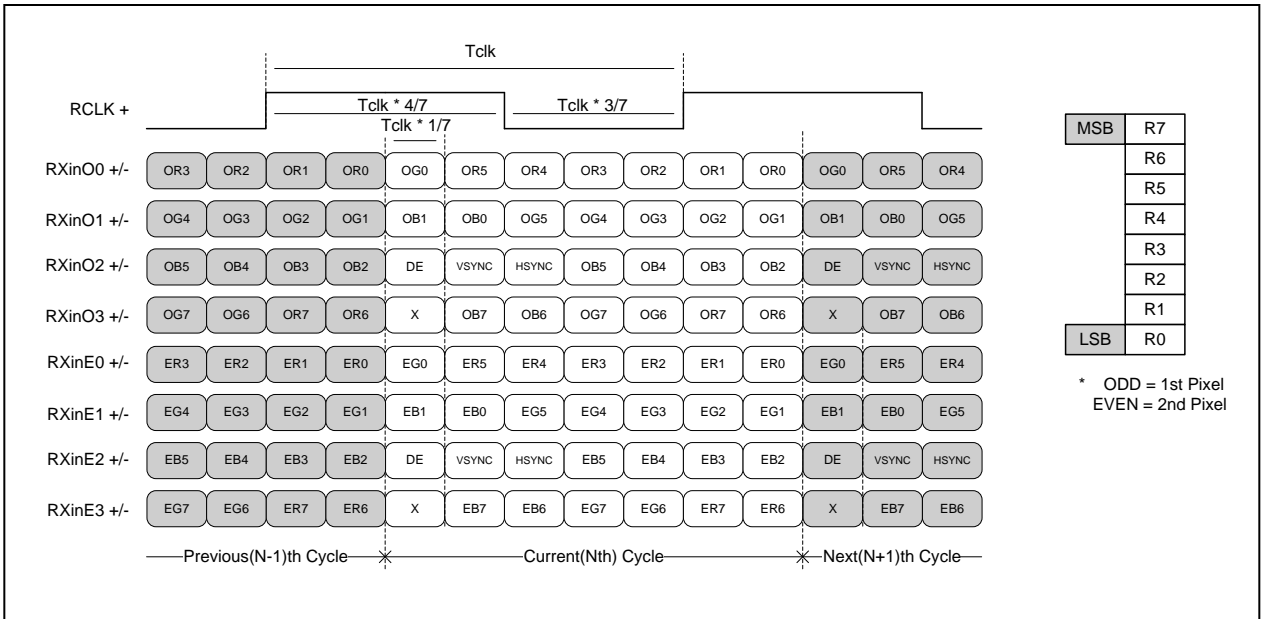 Tclk
RCLK +
Tclk * 4/7
Tclk * 3/7
Tclk * 1/7
RXinO0 +/- OR3 OR2 OR1 OR0 OG0 OR5 OR4 OR3 OR2 OR1 OR0 OG0 OR5 OR4
RXinO1 +/- OG4 OG3 OG2 OG1 OB1 OB0 OG5 OG4 OG3 OG2 OG1 OB1 OB0 OG5
RXinO2 +/- OB5 OB4 OB3 OB2 DE VSYNC HSYNC OB5 OB4 OB3 OB2 DE VSYNC HSYNC
RXinO3 +/- OG7 OG6 OR7 OR6 X OB7 OB6 OG7 OG6 OR7 OR6 X OB7 OB6
RXinE0 +/- ER3 ER2 ER1 ER0 EG0 ER5 ER4 ER3 ER2 ER1 ER0 EG0 ER5 ER4
RXinE1 +/- EG4 EG3 EG2 EG1 EB1 EB0 EG5 EG4 EG3 EG2 EG1 EB1 EB0 EG5
RXinE2 +/- EB5 EB4 EB3 EB2 DE VSYNC HSYNC EB5 EB4 EB3 EB2 DE VSYNC HSYNC
RXinE3 +/- EG7 EG6 ER7 ER6 X EB7 EB6 EG7 EG6 ER7 ER6 X EB7 EB6
Previous(N-1)th Cycle Current(Nth) Cycle Next(N+1)th Cycle
MSB R7
R6
R5
R4
R3
R2
R1
LSB R0
* ODD = 1st Pixel
EVEN = 2nd Pixel